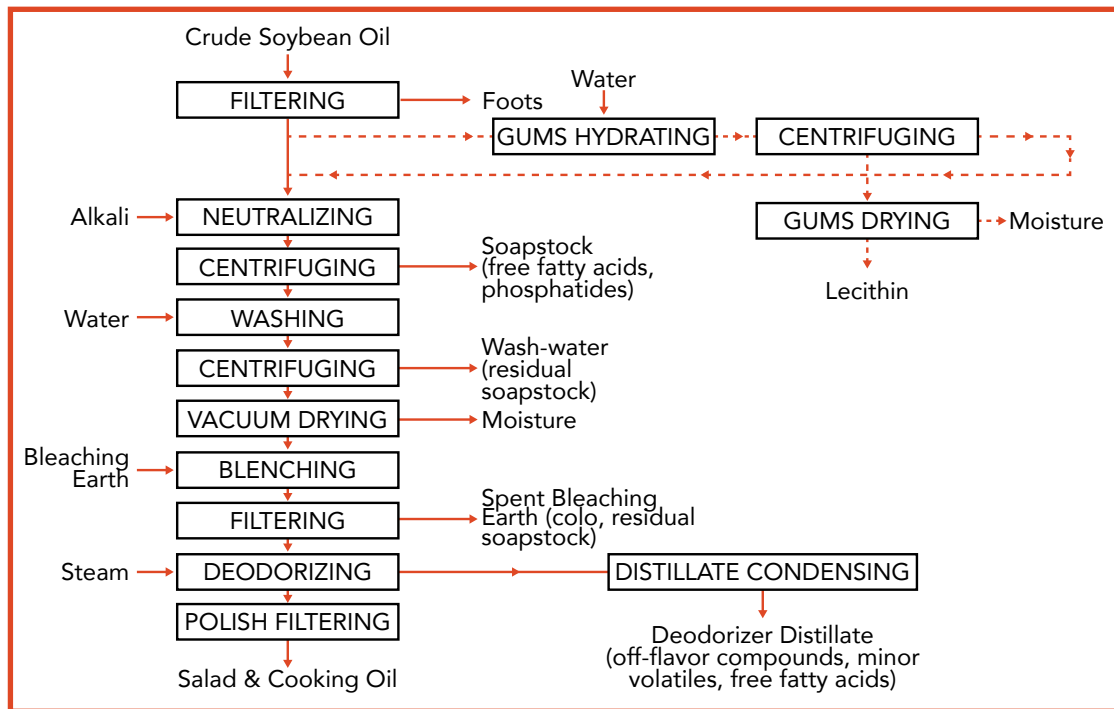 Crude Soybean Oil
FILTERING
Foots
Water
GUMS HYDRATING
CENTRIFUGING
GUMS DRYING
Moisture
Lecithin
Alkali
NEUTRALIZING
CENTRIFUGING
Soapstock
(free fatty acids,
phosphatides)
Water
WASHING
CENTRIFUGING
Wash-water
(residual
soapstock)
VACUUM DRYING
Moisture
Bleaching
Earth
BLENCHING
FILTERING
Spent Bleaching
Earth (colo, residual
soapstock)
Steam
DEODORIZING
DISTILLATE CONDENSING
Deodorizer Distillate
(off-flavor compounds, minor
volatiles, free fatty acids)
POLISH FILTERING
Salad & Cooking Oil